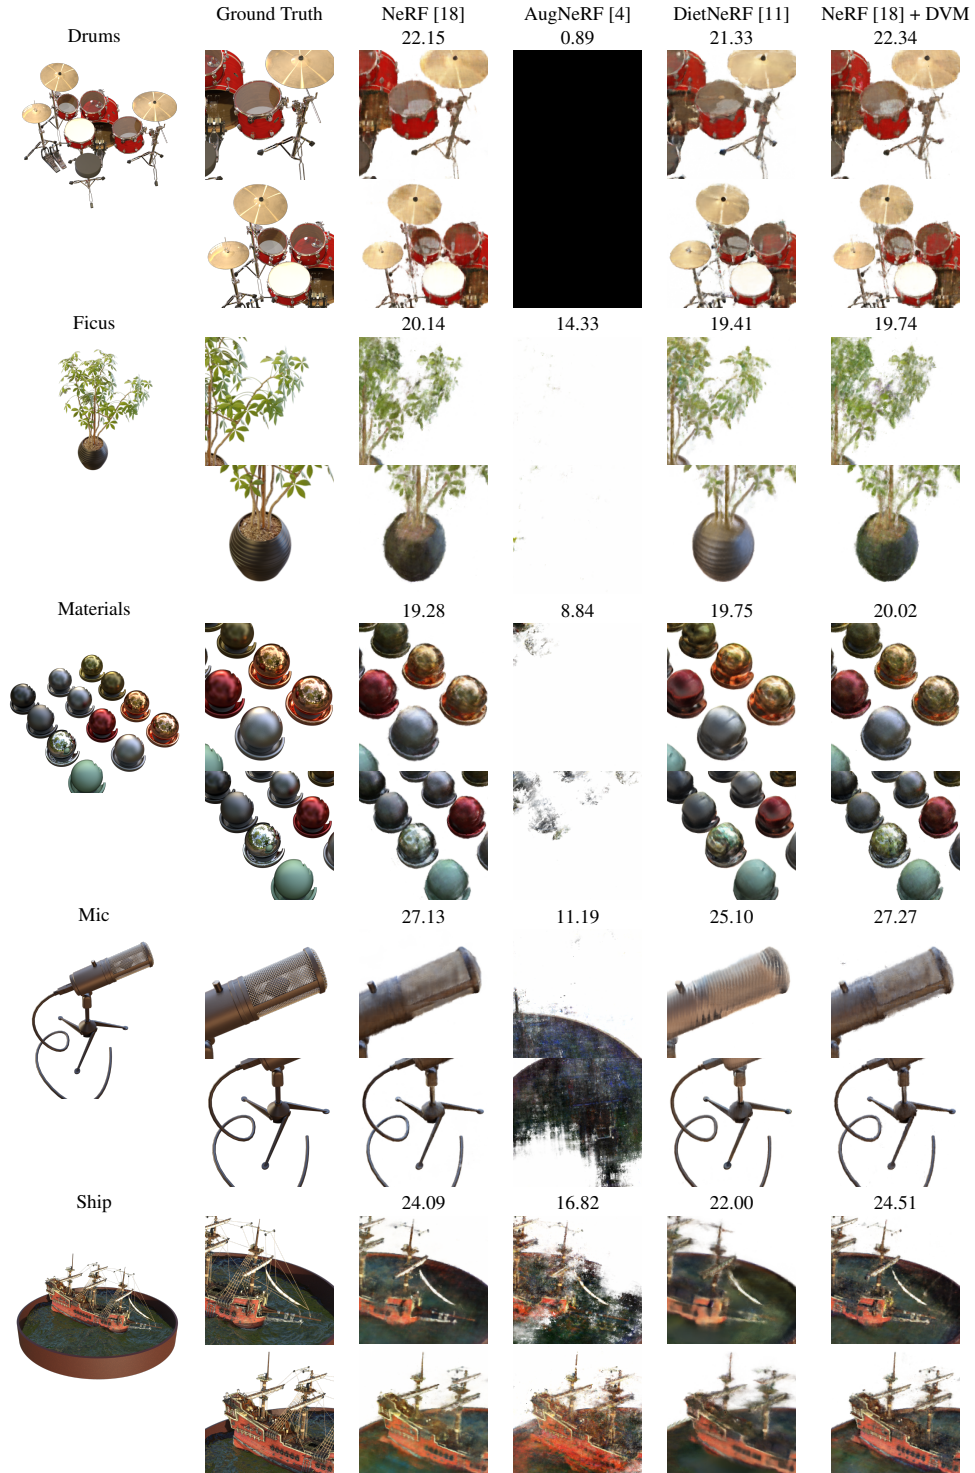 Ground Truth NeRF [18] AugNeRF [4] DietNeRF [11] NeRF [18] + DVM
Drums 22.15 0.89 21.33 22.34
Ficus 20.14 14.33 19.41 19.74
Materials 19.28 8.84 19.75 20.02
Mic 27.13 11.19 25.10 27.27
Ship 24.09 16.82 22.00 24.51